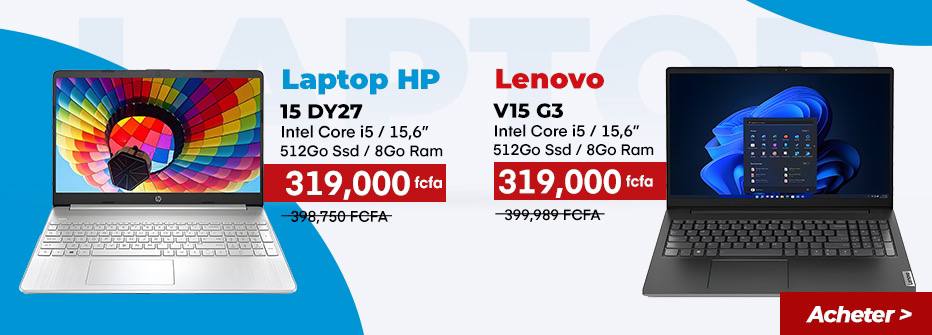 LAPTOP
Laptop HP
15 DY27
Intel Core i5 / 15,6”
512Go Ssd / 8Go Ram
319,000 fcfa
398,750 FCFA
Lenovo
V15 G3
Intel Core i5 / 15,6”
512Go Ssd / 8Go Ram
319,000 fcfa
399,989 FCFA
hp
Lenovo
Acheter >